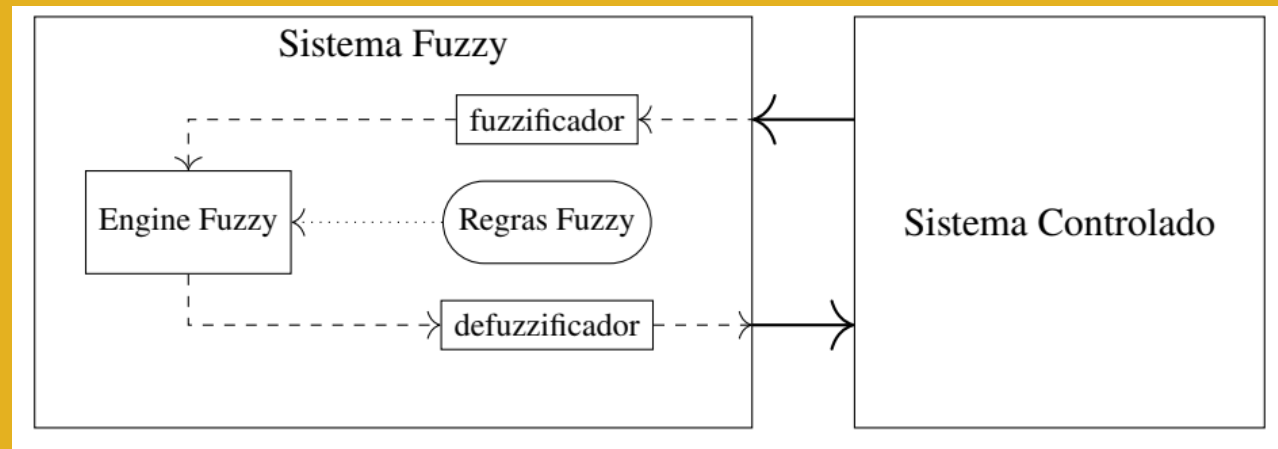 Sistema Fuzzy
fuzzificador
Engine Fuzzy
Regras Fuzzy
defuzzificador
Sistema Controlado